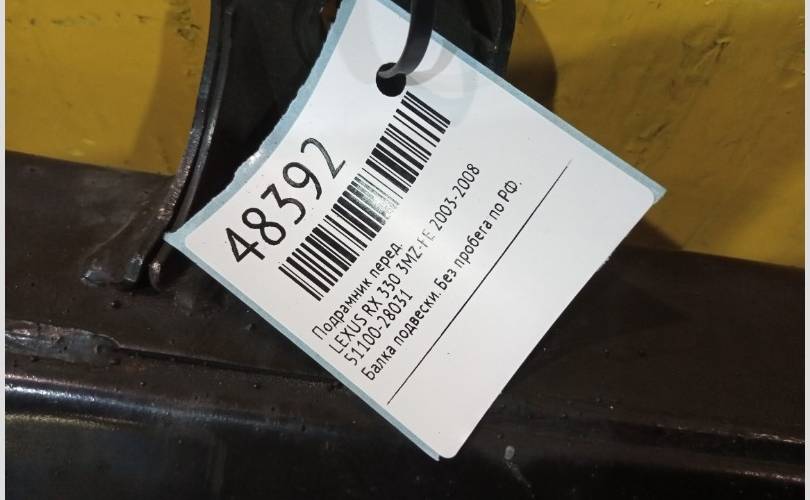 48392
Подрамник перед.
LEXUS RX 330 3MZ-FE 2003-2008
51100-28031
Балка подвески. Без пробега по РФ.